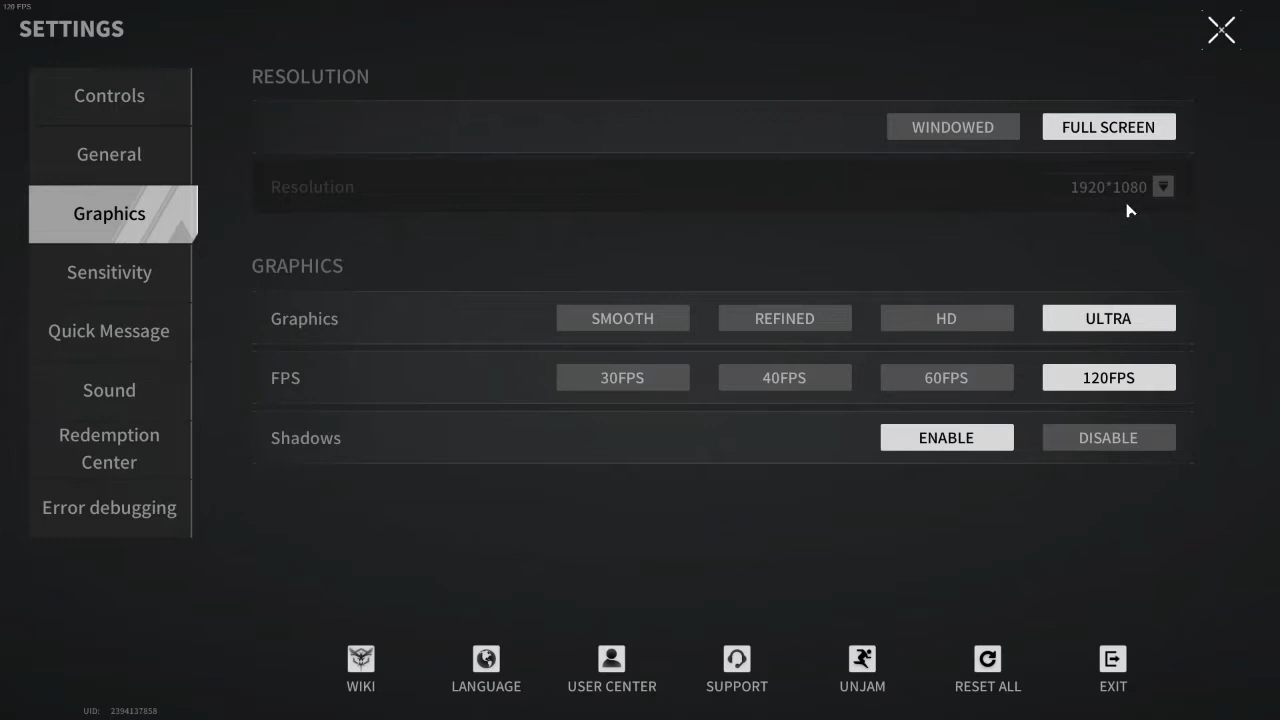 120 FPS
SETTINGS
Controls
General
Graphics
Sensitivity
Quick Message
Sound
Redemption
Center
Error debugging
RESOLUTION
WINDOWED FULL SCREEN
Resolution 1920*1080
GRAPHICS
Graphics SMOOTH REFINED HD ULTRA
FPS 30FPS 40FPS 60FPS 120FPS
Shadows ENABLE DISABLE
WIKI LANGUAGE USER CENTER SUPPORT UNJAM RESET ALL EXIT
UID: 2394137858